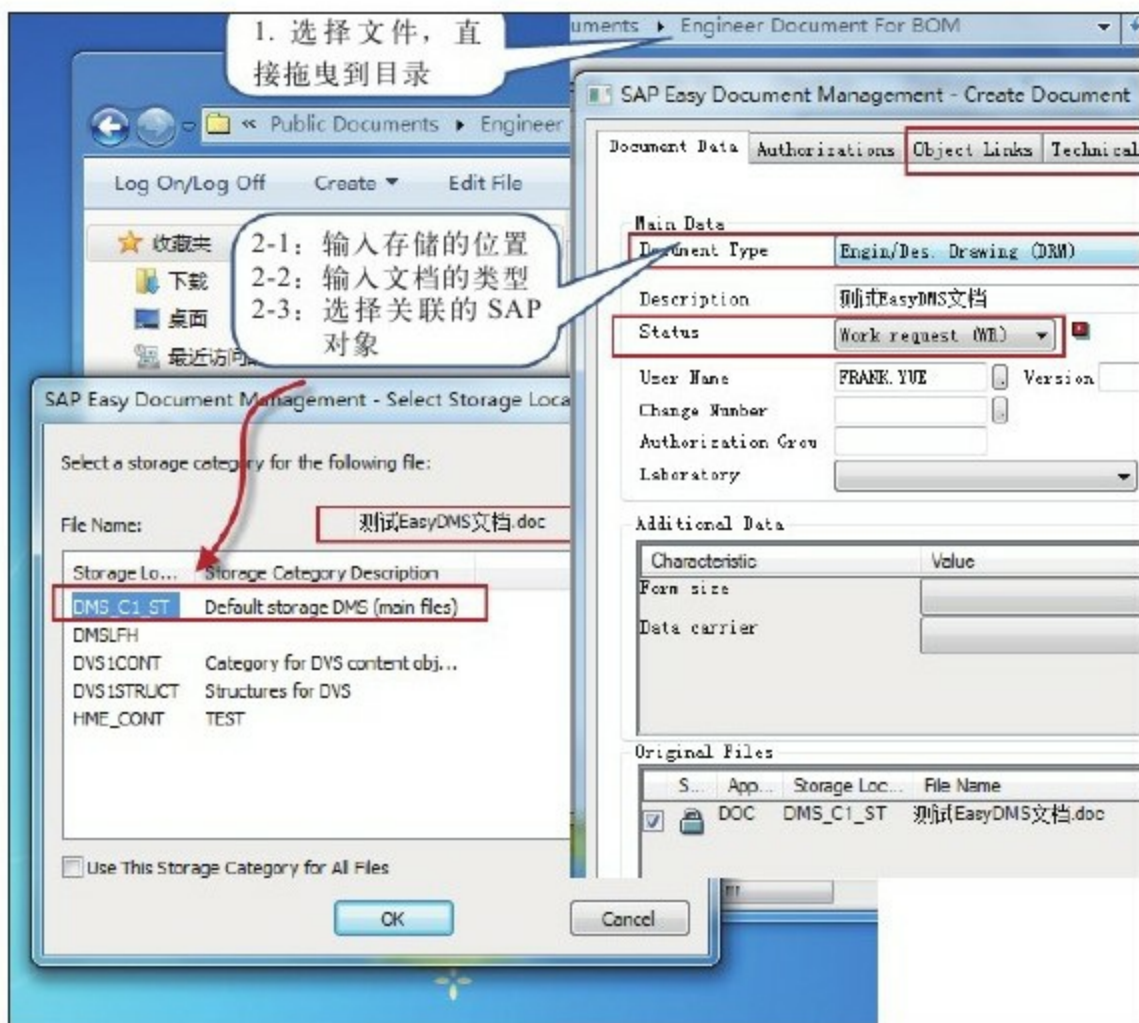 1. 选择文件，直
接拖曳到目录
uments ▸ Engineer Document For BOM
« Public Documents ▸ Engineer
Log On/Log Off Create Edit File
收藏夹
下载
桌面
最近访问
2-1：输入存储的位置
2-2：输入文档的类型
2-3：选择关联的 SAP
对象
SAP Easy Document Management - Select Storage Loca
Select a storage category for the following file:
File Name: 测试EasyDMS文档.doc
Storage Lo... Storage Category Description
DMS_C1_ST Default storage DMS (main files)
DMSLFH
DVS1CONT Category for DVS content obj...
DVS1STRUCT Structures for DVS
HME_CONT TEST
Use This Storage Category for All Files
OK Cancel
SAP Easy Document Management - Create Document
Document Data Authorizations Object Links Technical
Main Data
Document Type Engin/Des. Drawing (DRW)
Description 测试EasyDMS文档
Status Work request (WR)
User Name FRANK.YUE Version
Change Number
Authorization Grou
Laboratory
Additional Data
Characteristic Value
Form size
Data carrier
Original Files
S... App... Storage Loc... File Name
DOC DMS_C1_ST 测试EasyDMS文档.doc